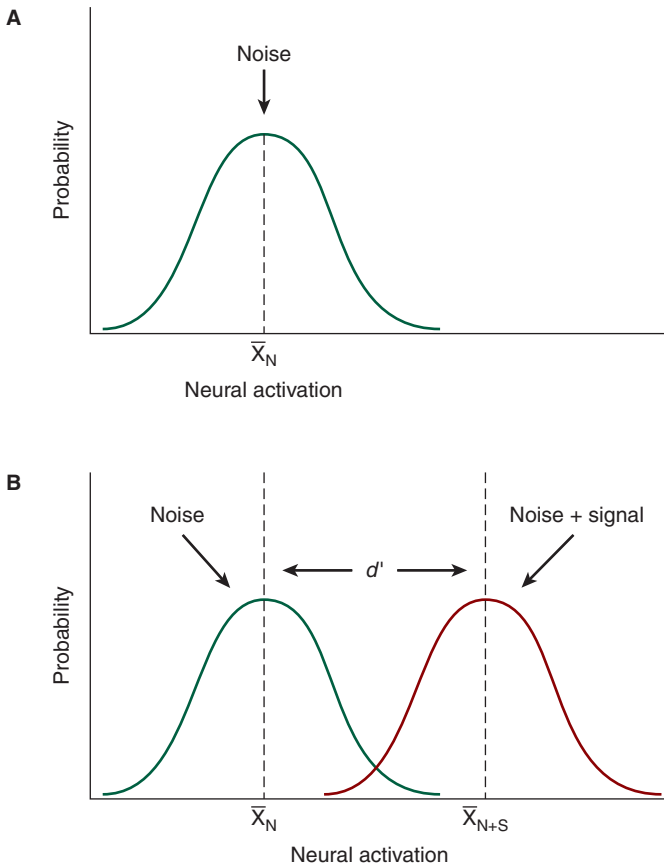 A
Noise
Probability
X̅N
Neural activation
B
Noise
Noise + signal
d'
Probability
X̅N
X̅N+S
Neural activation